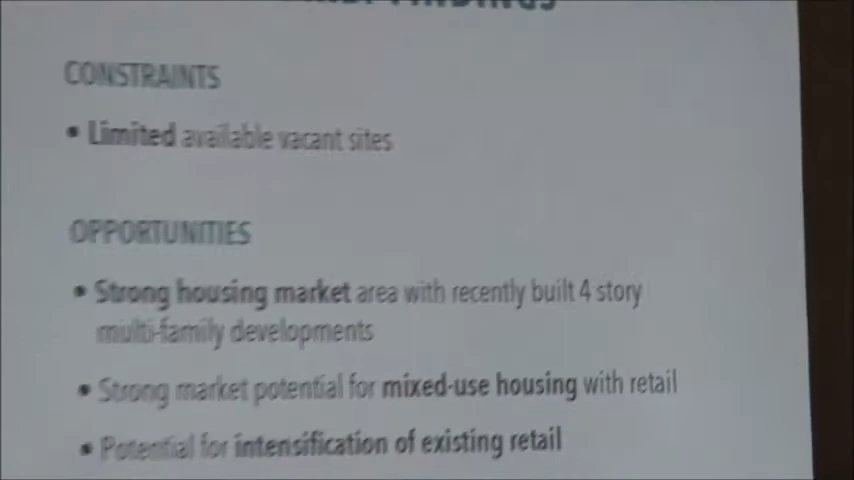 FINDINGS
CONSTRAINTS
• Limited available vacant sites
OPPORTUNITIES
• Strong housing market area with recently built 4 story
multi-family developments
• Strong market potential for mixed-use housing with retail
• Potential for intensification of existing retail